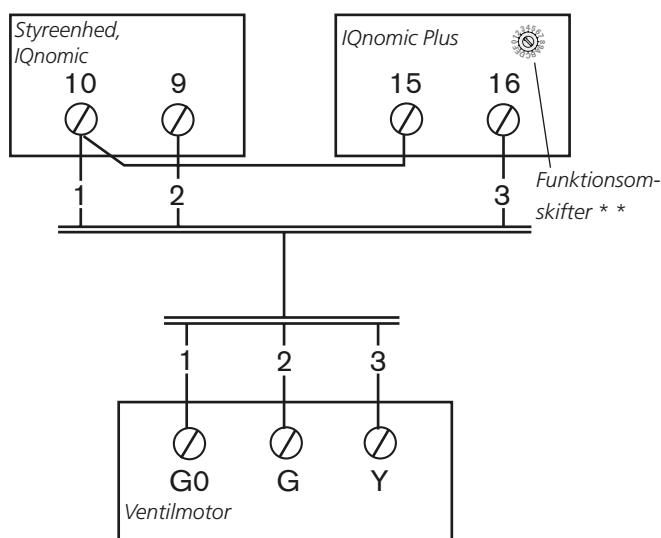 Styreenhed,
IQnomic
10 9
IQnomic Plus
15 16
1 2 3
Funktionsom-
skifter * *
1 2 3
G0 G Y
Ventilmotor